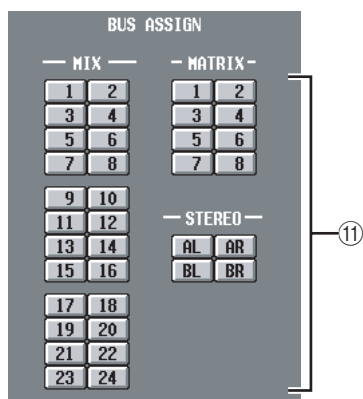 BUS ASSIGN
MIX
1 2
3 4
5 6
7 8
9 10
11 12
13 14
15 16
17 18
19 20
21 22
23 24
MATRIX
1 2
3 4
5 6
7 8
STEREO
AL AR
BL BR
⑪